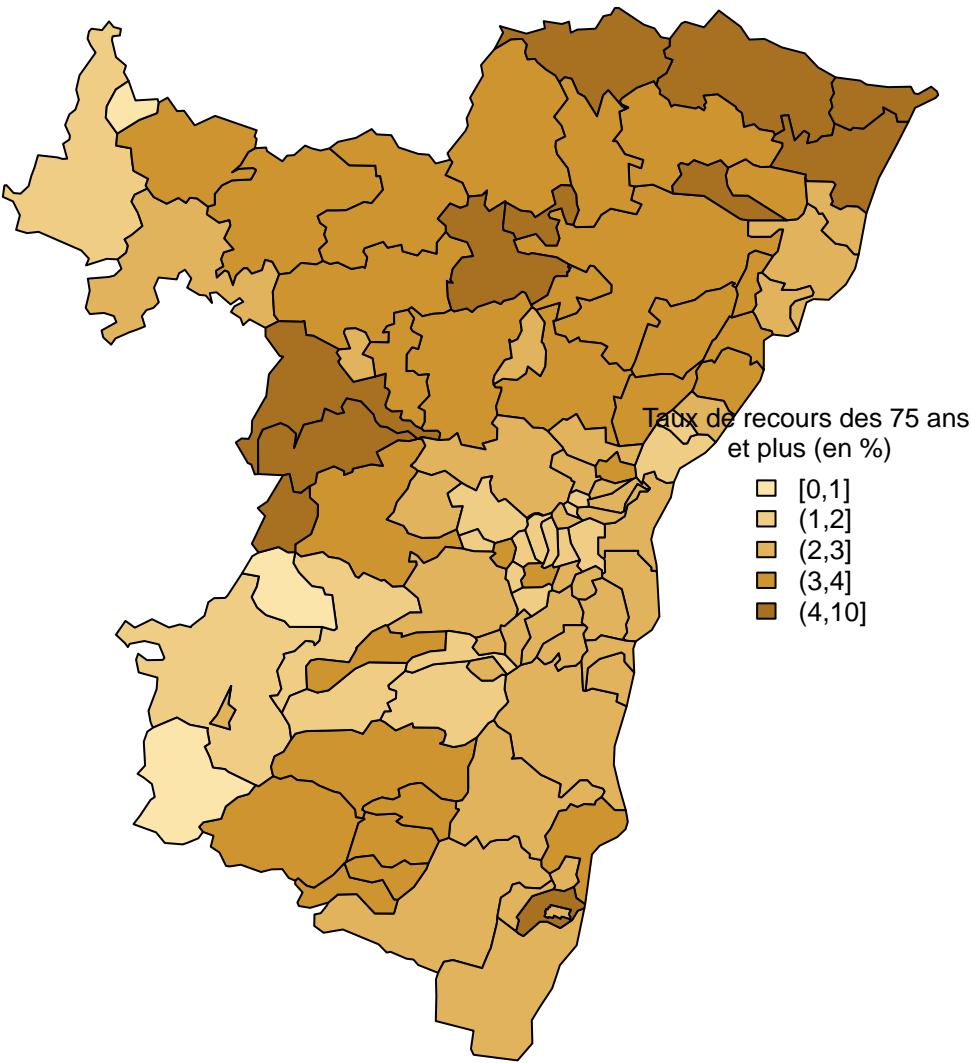 Taux de recours des 75 ans
et plus (en %)
[0,1]
(1,2]
(2,3]
(3,4]
(4,10]